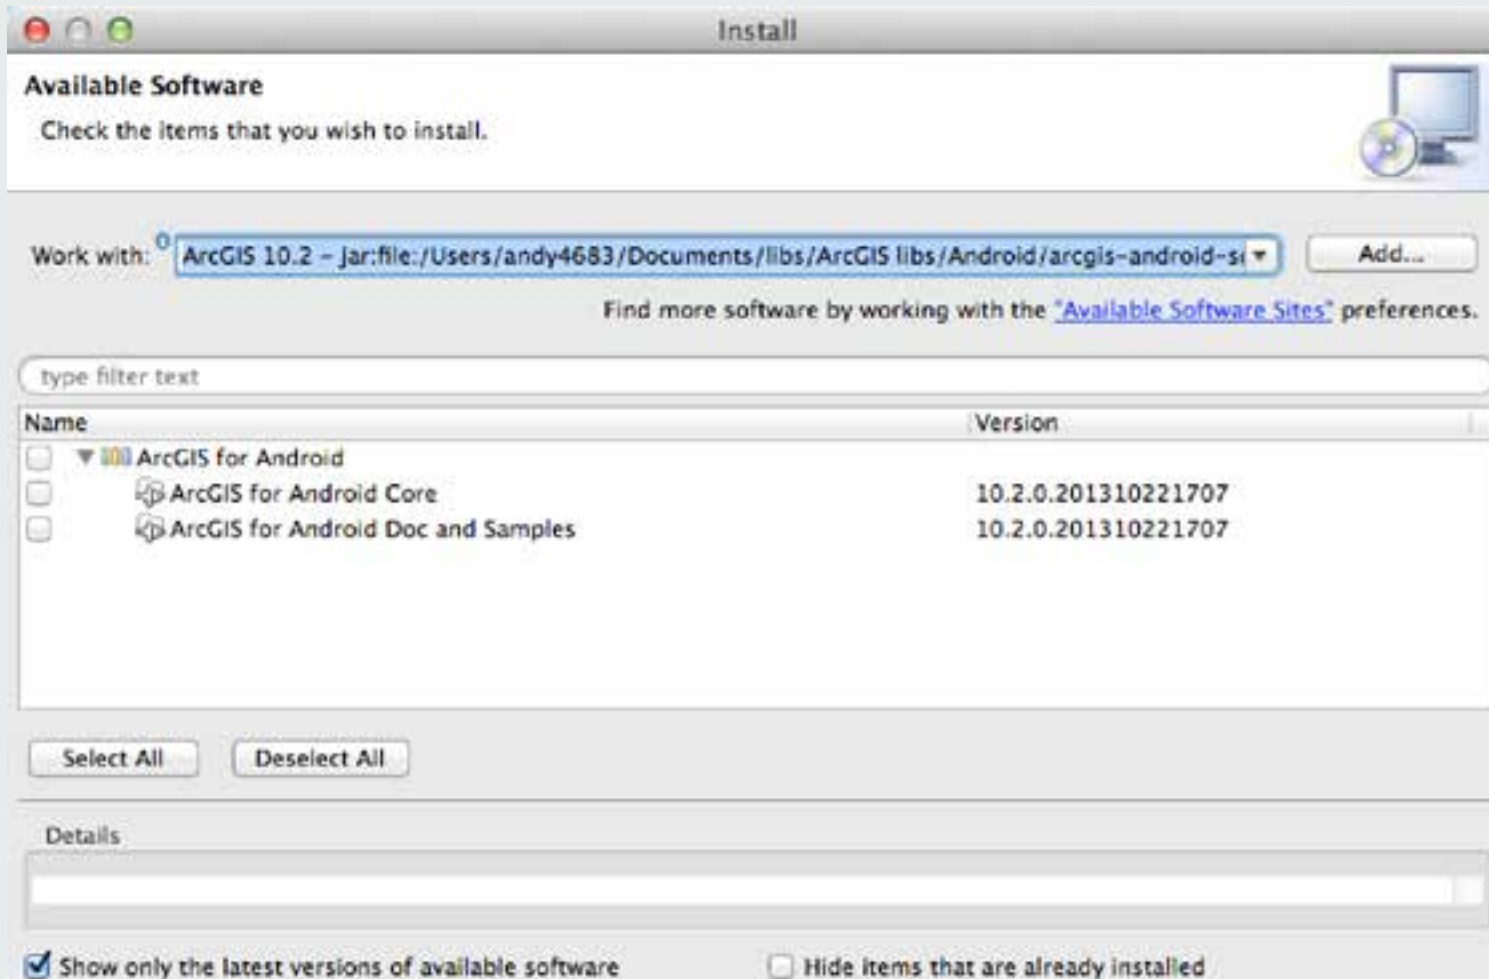 Install
Available Software
Check the items that you wish to install.
Work with: ArcGIS 10.2 - jar:file:/Users/andy4683/Documents/libs/ArcGIS libs/Android/arcgis-android-s
Add...
Find more software by working with the "Available Software Sites" preferences.
type filter text
Name Version
ArcGIS for Android
ArcGIS for Android Core 10.2.0.201310221707
ArcGIS for Android Doc and Samples 10.2.0.201310221707
Select All Deselect All
Details
Show only the latest versions of available software Hide items that are already installed